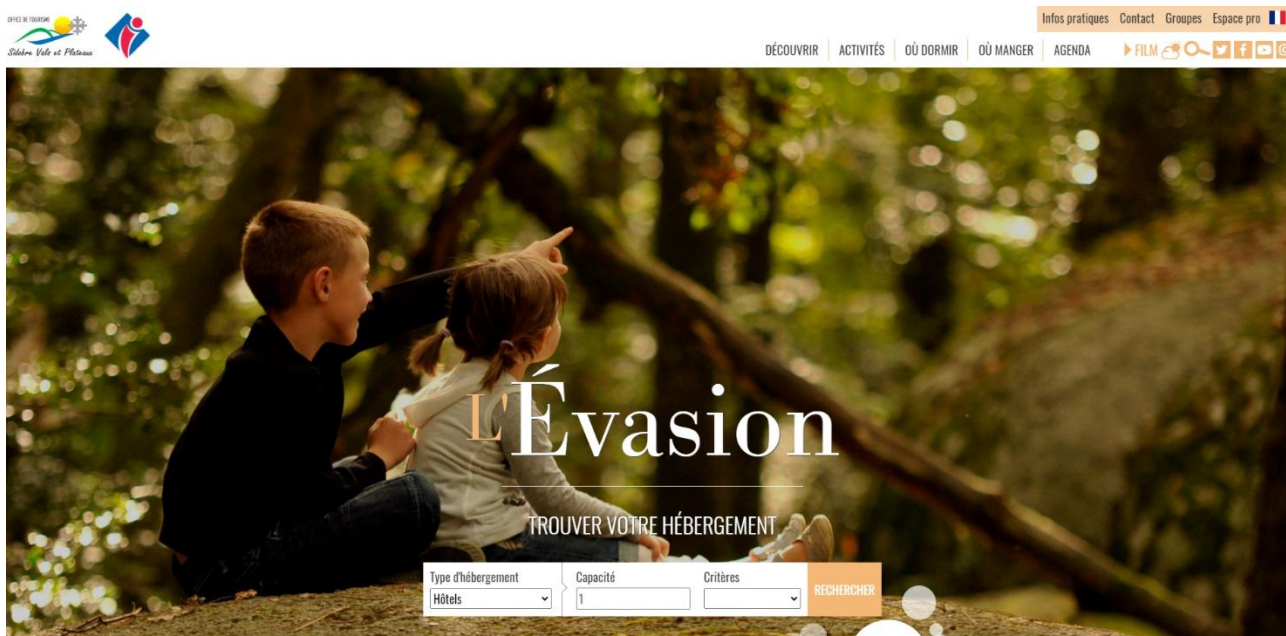 OFFICE DE TOURISME
Sidobre Vals et Plateaux
Infos pratiques Contact Groupes Espace pro
DÉCOUVRIR ACTIVITÉS OÙ DORMIR OÙ MANGER AGENDA FILM
L'Évasion
TROUVER VOTRE HÉBERGEMENT
Type d'hébergement Capacité Critères
Hôtels 1 RECHERCHER